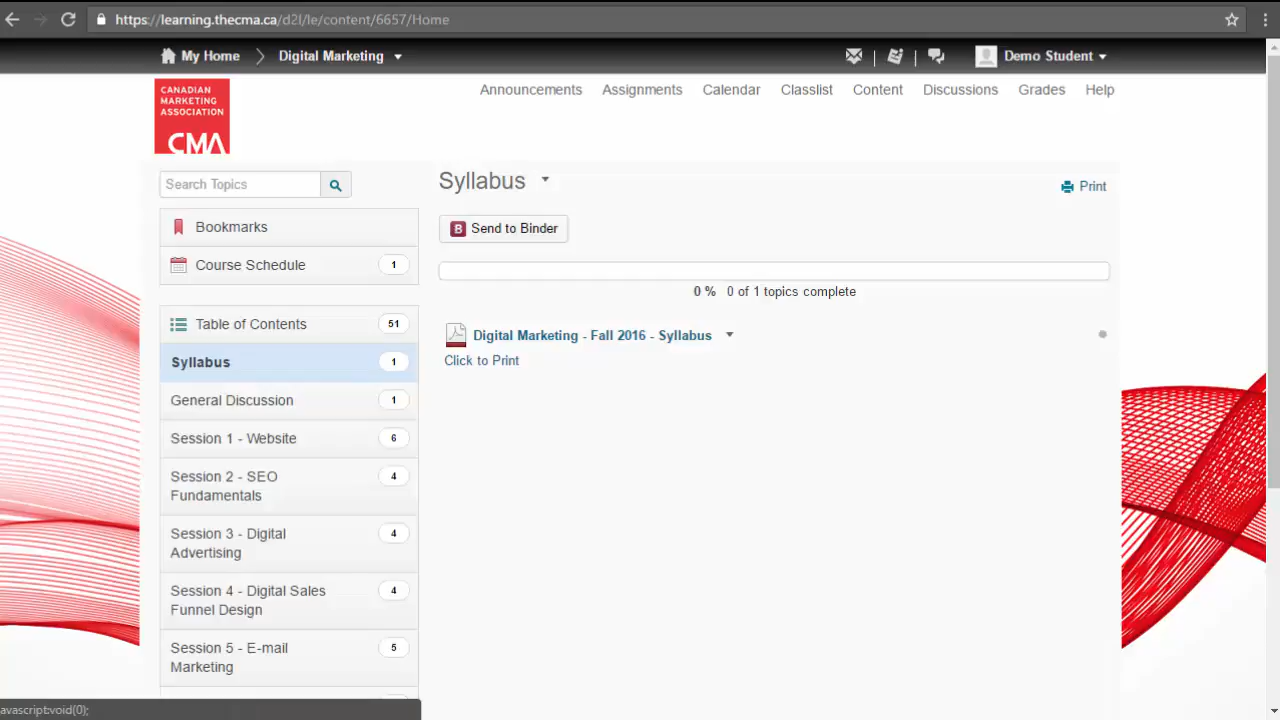 https://learning.thecma.ca/d2l/le/content/6657/Home
My Home Digital Marketing Demo Student
CANADIAN
MARKETING
ASSOCIATION
CMA
Announcements Assignments Calendar Classlist Content Discussions Grades Help
Search Topics
Syllabus
Print
Bookmarks
B Send to Binder
Course Schedule 1
0 % 0 of 1 topics complete
Table of Contents 51
Digital Marketing - Fall 2016 - Syllabus
Click to Print
Syllabus 1
General Discussion 1
Session 1 - Website 6
Session 2 - SEO 4
Fundamentals
Session 3 - Digital 4
Advertising
Session 4 - Digital Sales 4
Funnel Design
Session 5 - E-mail 5
Marketing
avascript:void(0);